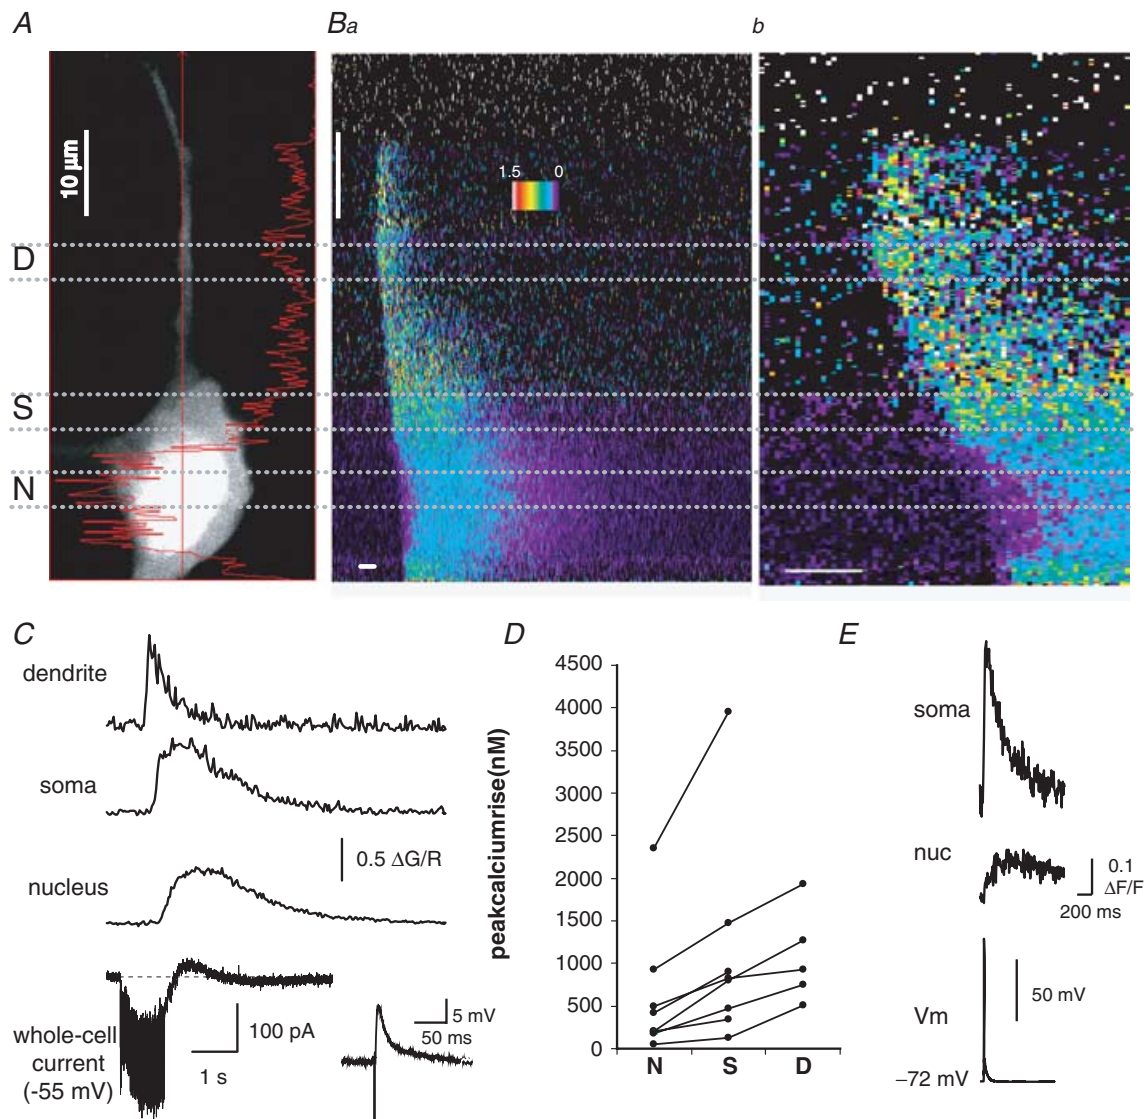 A
Ba
b
10 µm
1.5 0
D
S
N
C
dendrite
soma
0.5 ΔG/R
nucleus
whole-cell
current
(-55 mV)
100 pA
1 s
5 mV
50 ms
D
peakcalciumrise(nM)
4500
4000
3500
3000
2500
2000
1500
1000
500
0
N S D
E
soma
nuc
0.1
ΔF/F
200 ms
50 mV
Vm
−72 mV